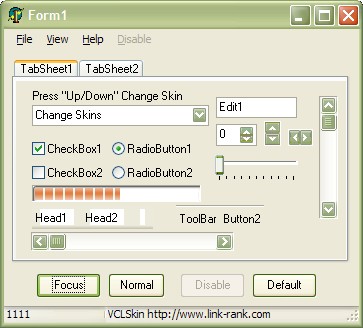 Form1
File View Help Disable
TabSheet1 TabSheet2
Press "Up/Down" Change Skin
Edit1
Change Skins
0
CheckBox1 RadioButton1
CheckBox2 RadioButton2
Head1 Head2
ToolBar Button2
Focus Normal Disable Default
1111 VCLSkin http://www.link-rank.com